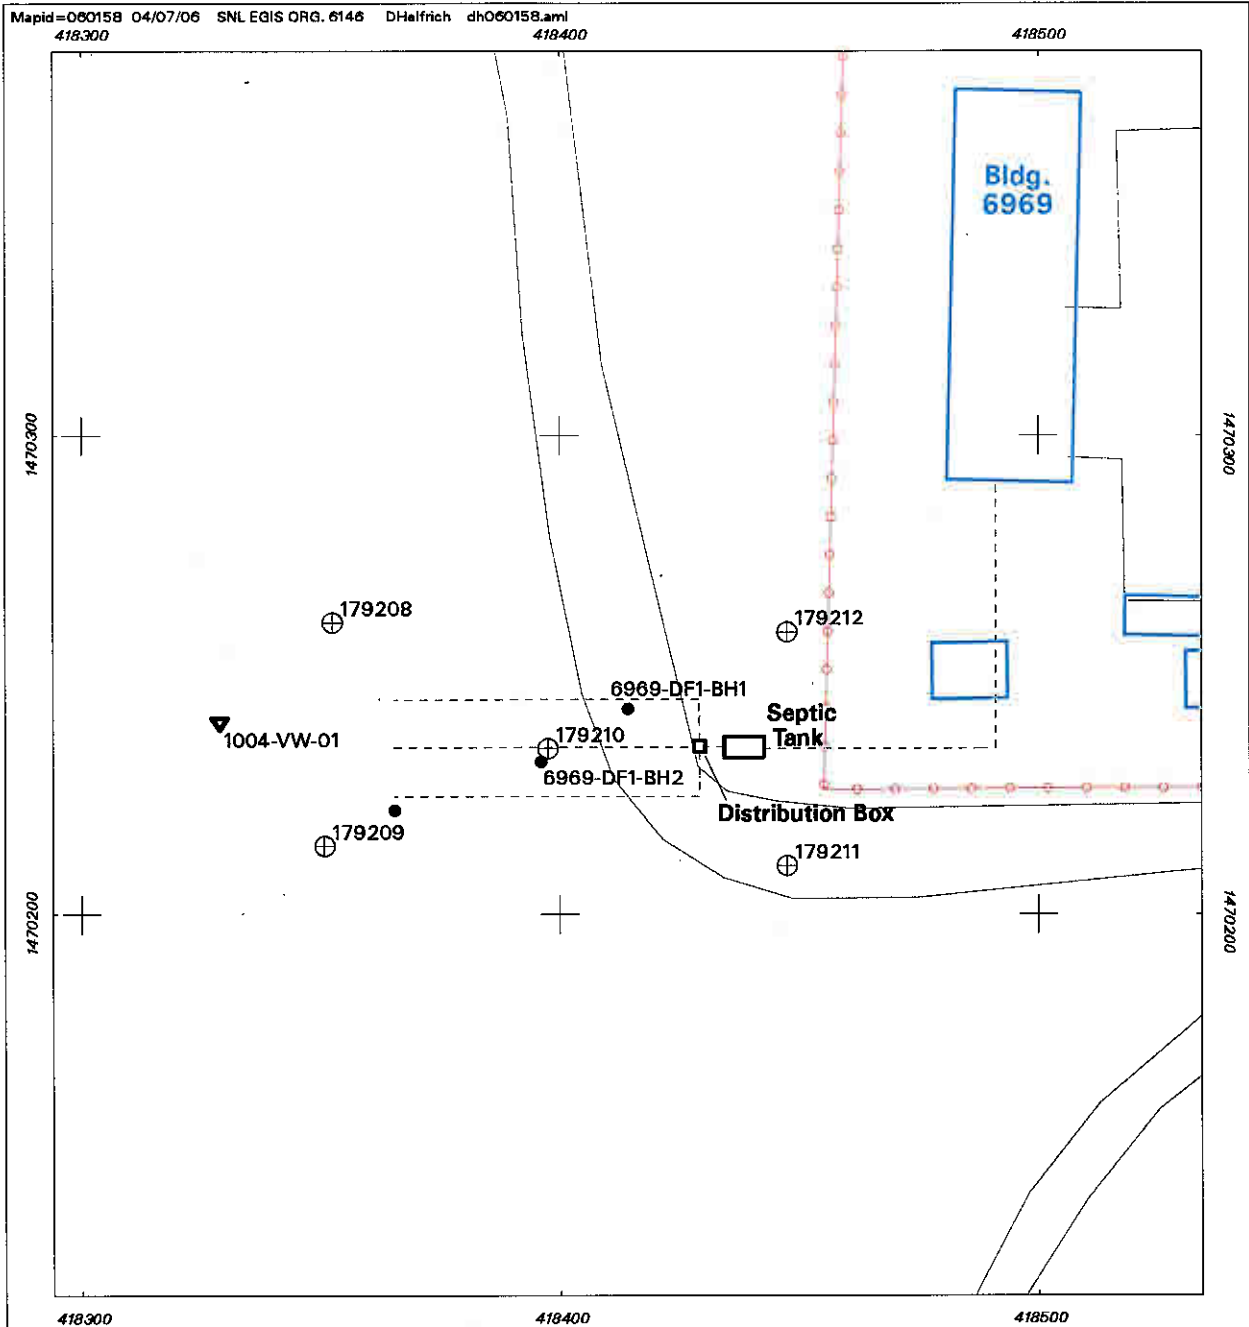 Mapid=060158 04/07/06 SNL EGIS ORG. 6146 DHelfrich dh060158.aml
418300 418400 418500
Bldg.
6969
1470300 1470300
179208 179212
6969-DF1-BH1
Septic
Tank
1004-VW-01 179210
6969-DF1-BH2
Distribution Box
179209 179211
1470200 1470200
418300 418400 418500